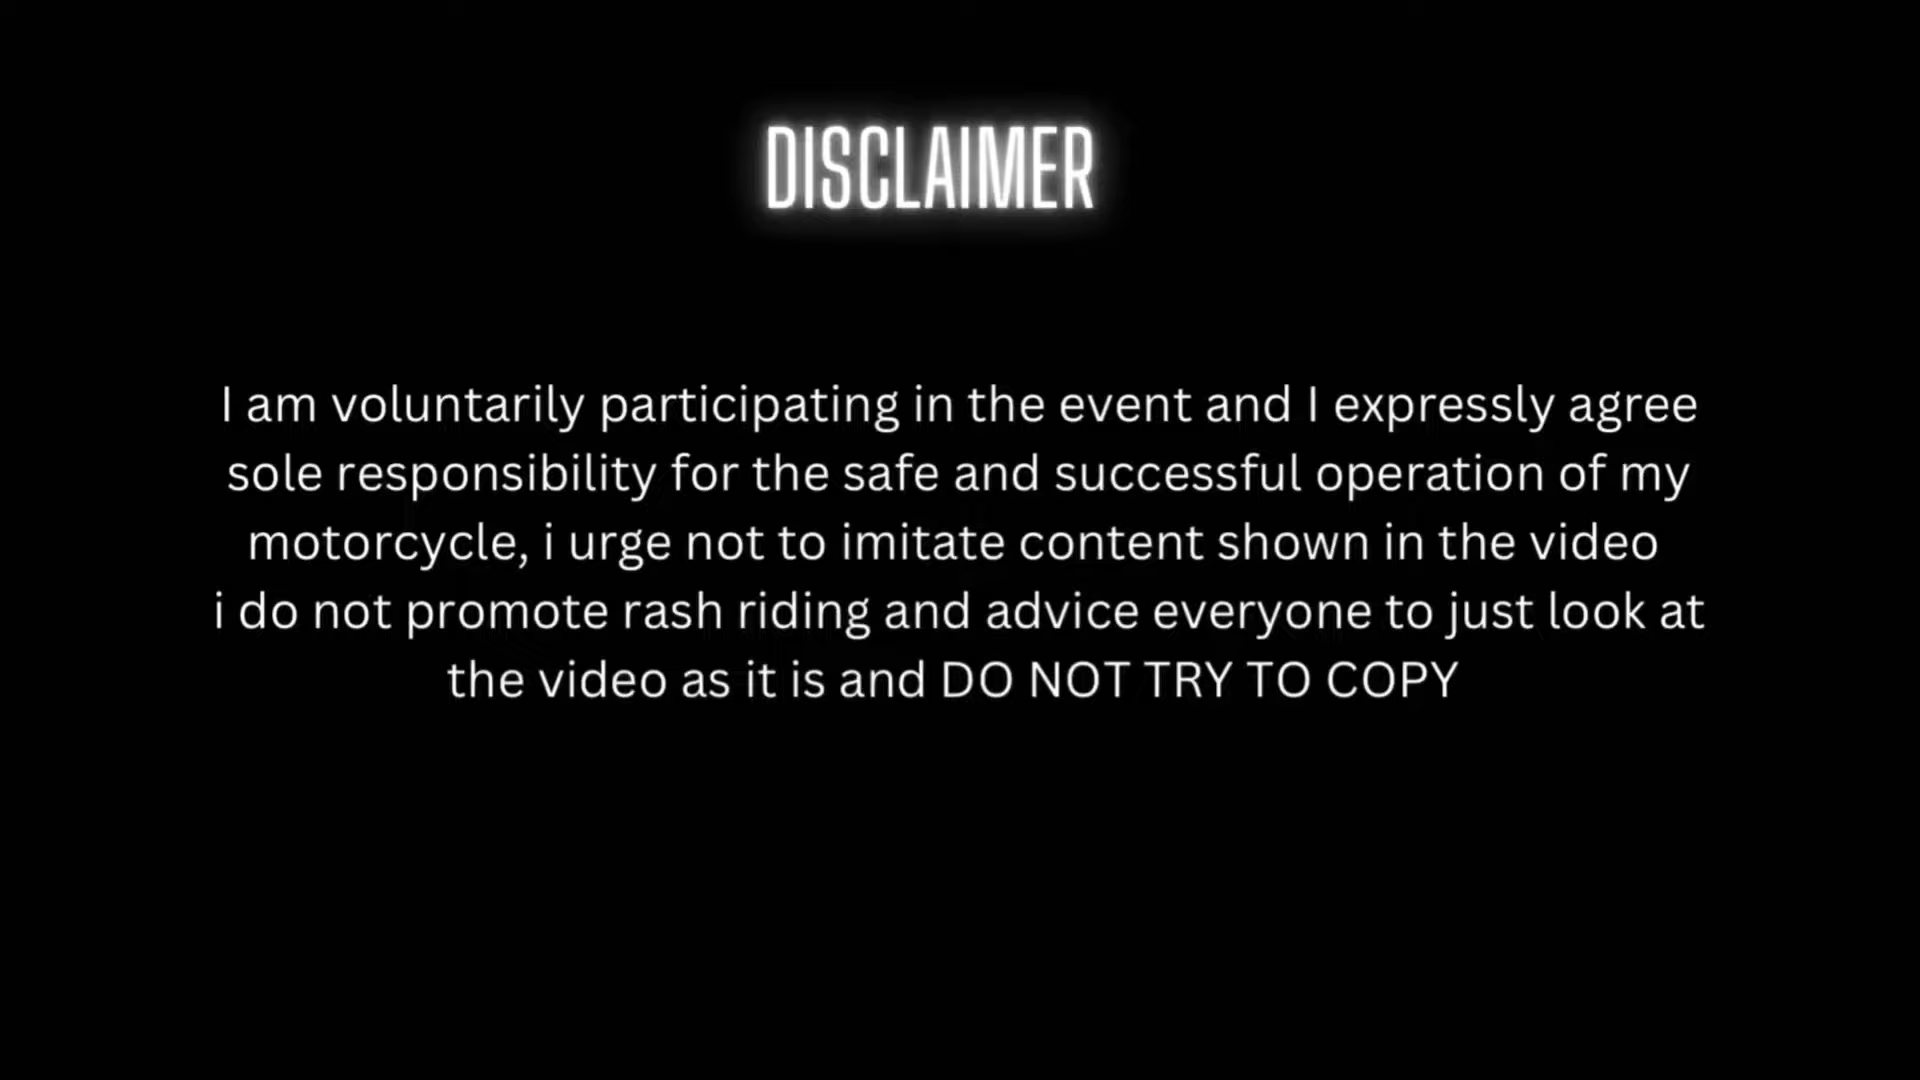 DISCLAIMER
I am voluntarily participating in the event and I expressly agree
sole responsibility for the safe and successful operation of my
motorcycle, i urge not to imitate content shown in the video
i do not promote rash riding and advice everyone to just look at
the video as it is and DO NOT TRY TO COPY